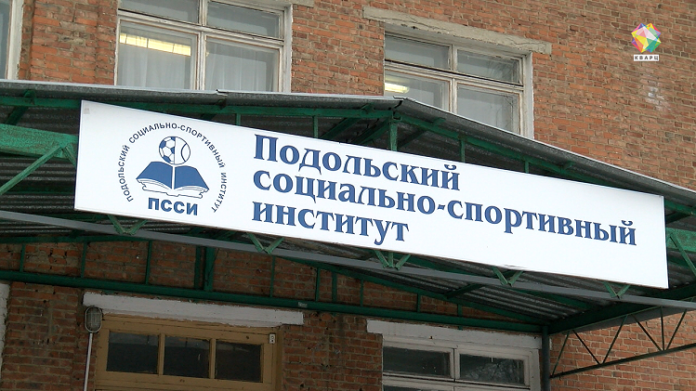 КВАРЦ
ПОДОЛЬСКИЙ СОЦИАЛЬНО-СПОРТИВНЫЙ ИНСТИТУТ
ПССИ
Подольский
социально-спортивный
институт